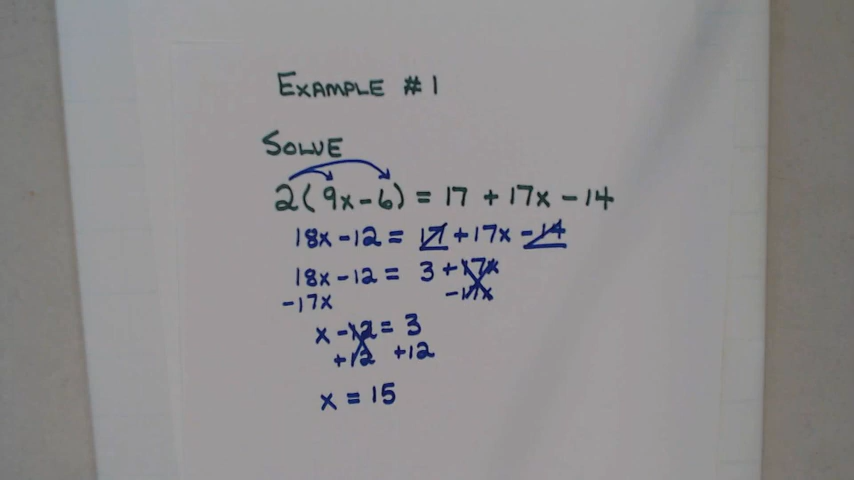 EXAMPLE #1
SOLVE
2(9x-6) = 17 + 17x - 14
18x - 12 = 17 + 17x - 14
18x - 12 = 3 + 17x
-17x -17x
x - 12 = 3
+12 +12
x = 15